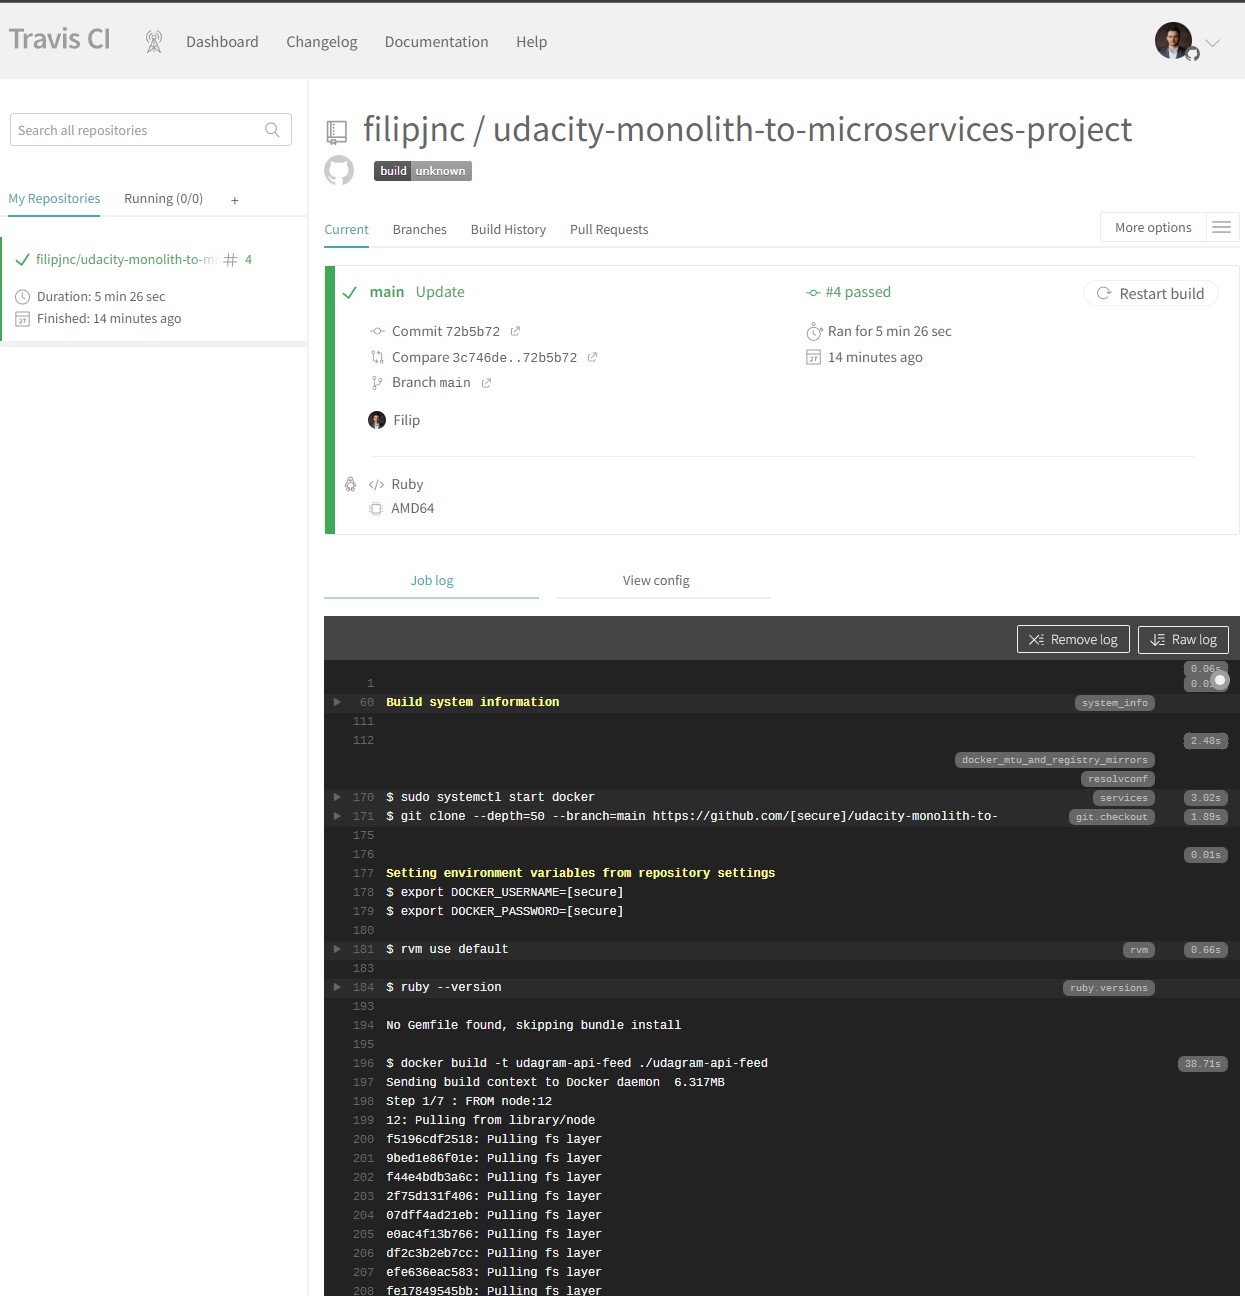 Travis CI
Dashboard
Changelog
Documentation
Help
Search all repositories
My Repositories
Running (0/0)
+
filipjnc/udacity-monolith-to-mi
# 4
Duration: 5 min 26 sec
Finished: 14 minutes ago
filipjnc / udacity-monolith-to-microservices-project
build unknown
Current
Branches
Build History
Pull Requests
More options
main Update
#4 passed
Restart build
Commit 72b5b72
Ran for 5 min 26 sec
Compare 3c746de..72b5b72
14 minutes ago
Branch main
Filip
</> Ruby
AMD64
Job log
View config
Remove log
Raw log
0.06s
1
60 Build system information system_info
111
112 2.48s
docker_mtu_and_registry_mirrors
resolvconf
170 $ sudo systemctl start docker services 3.02s
171 $ git clone --depth=50 --branch=main https://github.com/[secure]/udacity-monolith-to- git.checkout 1.89s
175
176 0.01s
177 Setting environment variables from repository settings
178 $ export DOCKER_USERNAME=[secure]
179 $ export DOCKER_PASSWORD=[secure]
180
181 $ rvm use default rvm 0.66s
183
184 $ ruby --version ruby.versions
193
194 No Gemfile found, skipping bundle install
195
196 $ docker build -t udagram-api-feed ./udagram-api-feed 38.71s
197 Sending build context to Docker daemon  6.317MB
198 Step 1/7 : FROM node:12
199 12: Pulling from library/node
200 f5196cdf2518: Pulling fs layer
201 9bed1e86f01e: Pulling fs layer
202 f44e4bdb3a6c: Pulling fs layer
203 2f75d131f406: Pulling fs layer
204 07dff4ad21eb: Pulling fs layer
205 e0ac4f13b766: Pulling fs layer
206 df2c3b2eb7cc: Pulling fs layer
207 efe636eac583: Pulling fs layer
208 fe17849545bb: Pulling fs layer